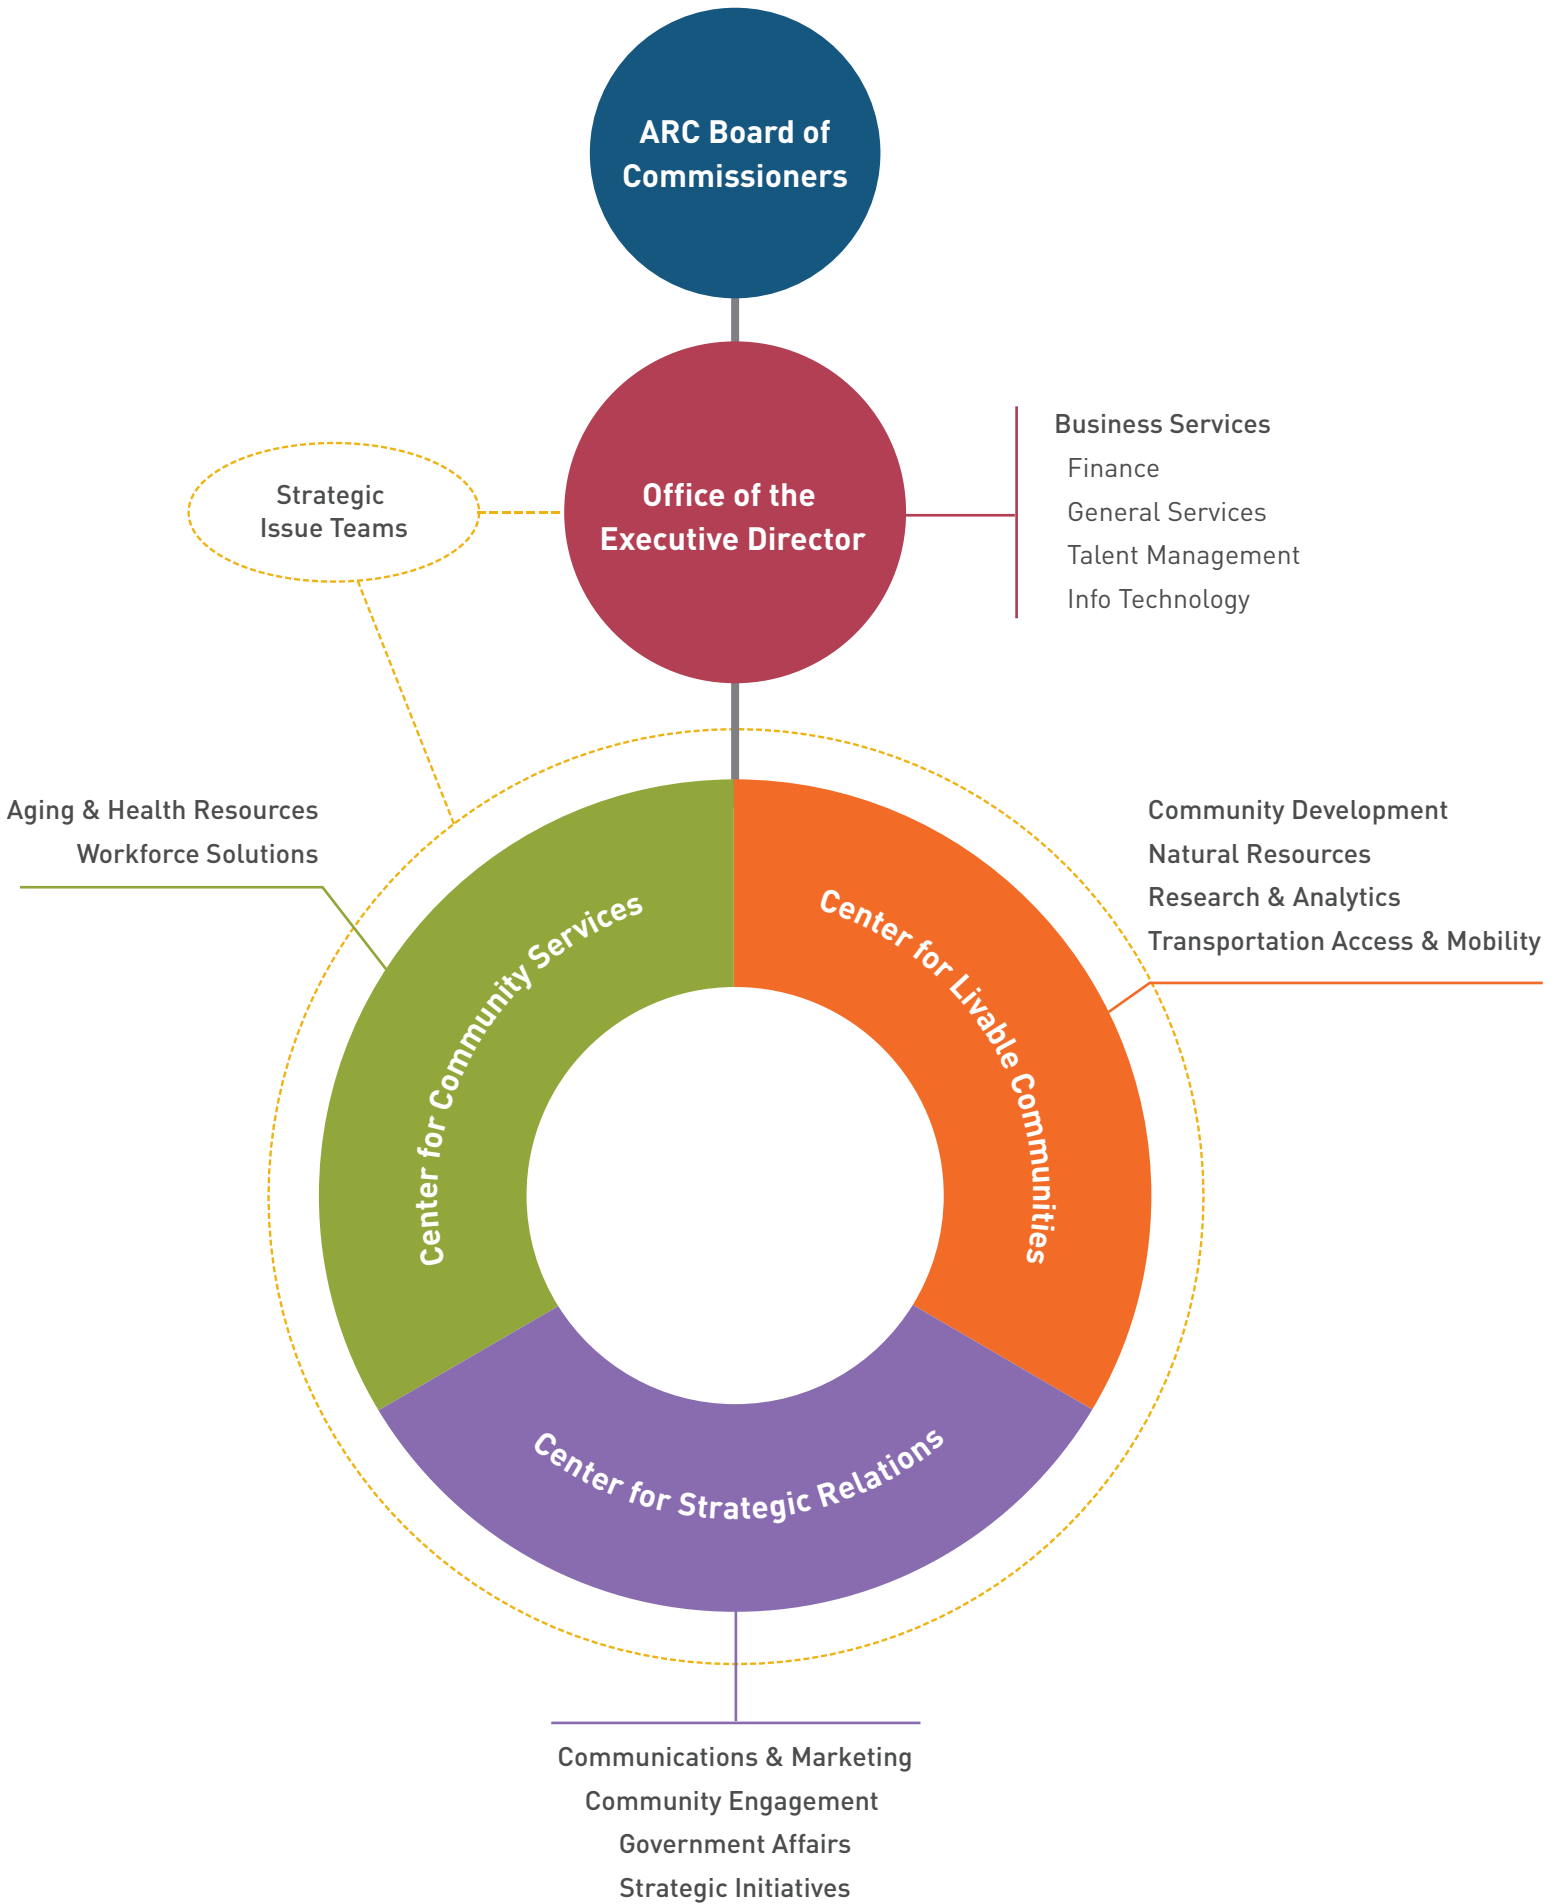 ARC Board of
Commissioners
Office of the
Executive Director
Strategic
Issue Teams
Business Services
Finance
General Services
Talent Management
Info Technology
Aging & Health Resources
Workforce Solutions
Community Development
Natural Resources
Research & Analytics
Transportation Access & Mobility
Center for Community Services
Center for Livable Communities
Center for Strategic Relations
Communications & Marketing
Community Engagement
Government Affairs
Strategic Initiatives